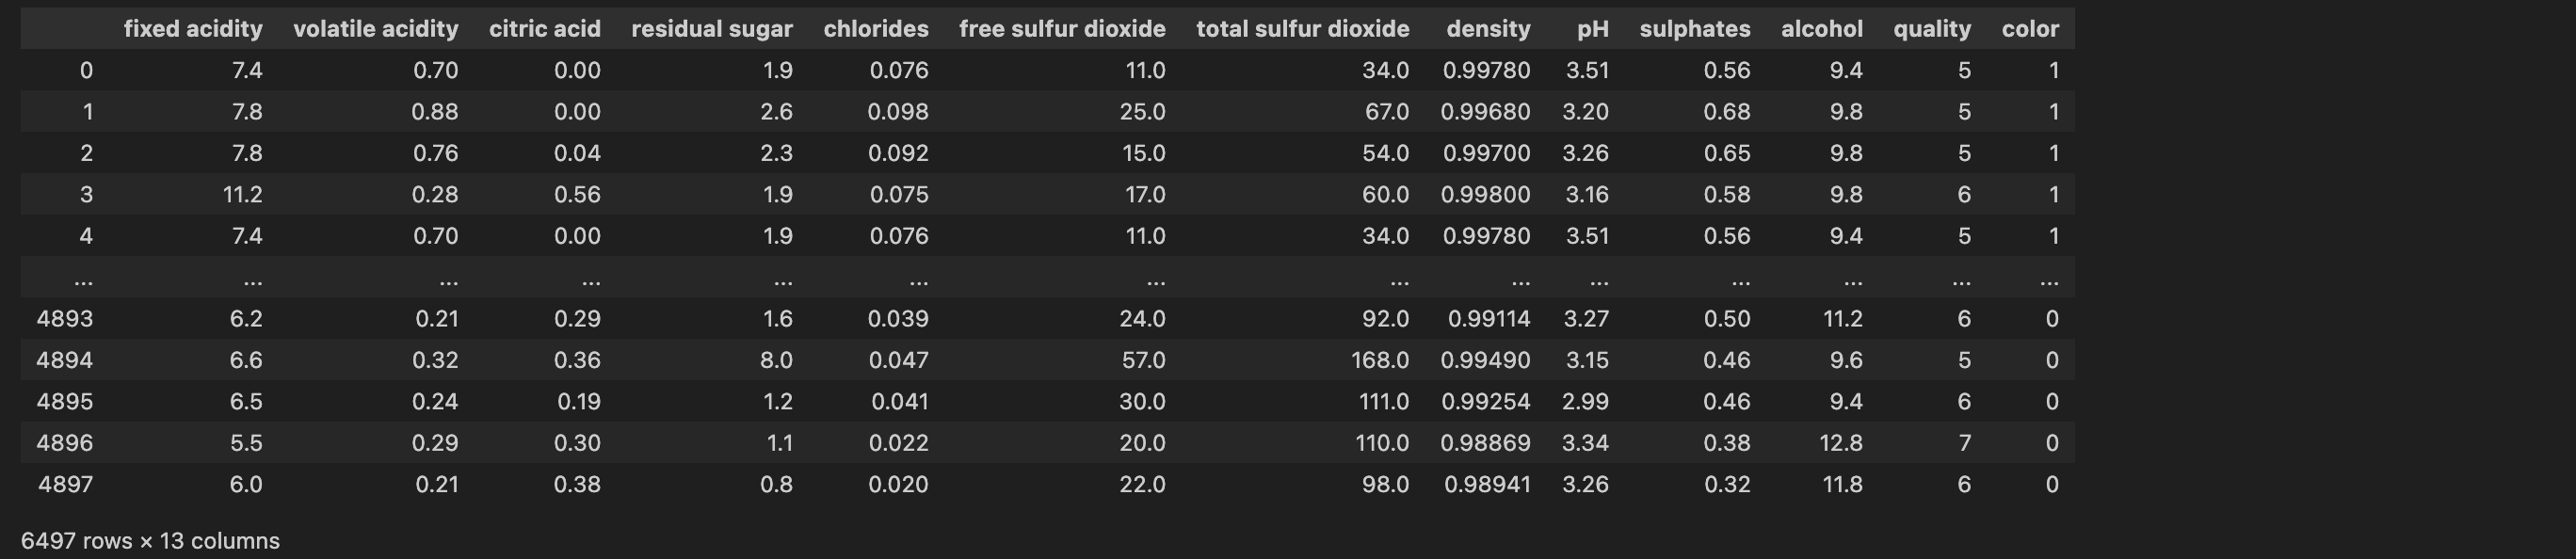 fixed acidity volatile acidity citric acid residual sugar chlorides free sulfur dioxide total sulfur dioxide density pH sulphates alcohol quality color
0 7.4 0.70 0.00 1.9 0.076 11.0 34.0 0.99780 3.51 0.56 9.4 5 1
1 7.8 0.88 0.00 2.6 0.098 25.0 67.0 0.99680 3.20 0.68 9.8 5 1
2 7.8 0.76 0.04 2.3 0.092 15.0 54.0 0.99700 3.26 0.65 9.8 5 1
3 11.2 0.28 0.56 1.9 0.075 17.0 60.0 0.99800 3.16 0.58 9.8 6 1
4 7.4 0.70 0.00 1.9 0.076 11.0 34.0 0.99780 3.51 0.56 9.4 5 1
... ... ... ... ... ... ... ... ... ... ... ... ... ...
4893 6.2 0.21 0.29 1.6 0.039 24.0 92.0 0.99114 3.27 0.50 11.2 6 0
4894 6.6 0.32 0.36 8.0 0.047 57.0 168.0 0.99490 3.15 0.46 9.6 5 0
4895 6.5 0.24 0.19 1.2 0.041 30.0 111.0 0.99254 2.99 0.46 9.4 6 0
4896 5.5 0.29 0.30 1.1 0.022 20.0 110.0 0.98869 3.34 0.38 12.8 7 0
4897 6.0 0.21 0.38 0.8 0.020 22.0 98.0 0.98941 3.26 0.32 11.8 6 0
6497 rows × 13 columns